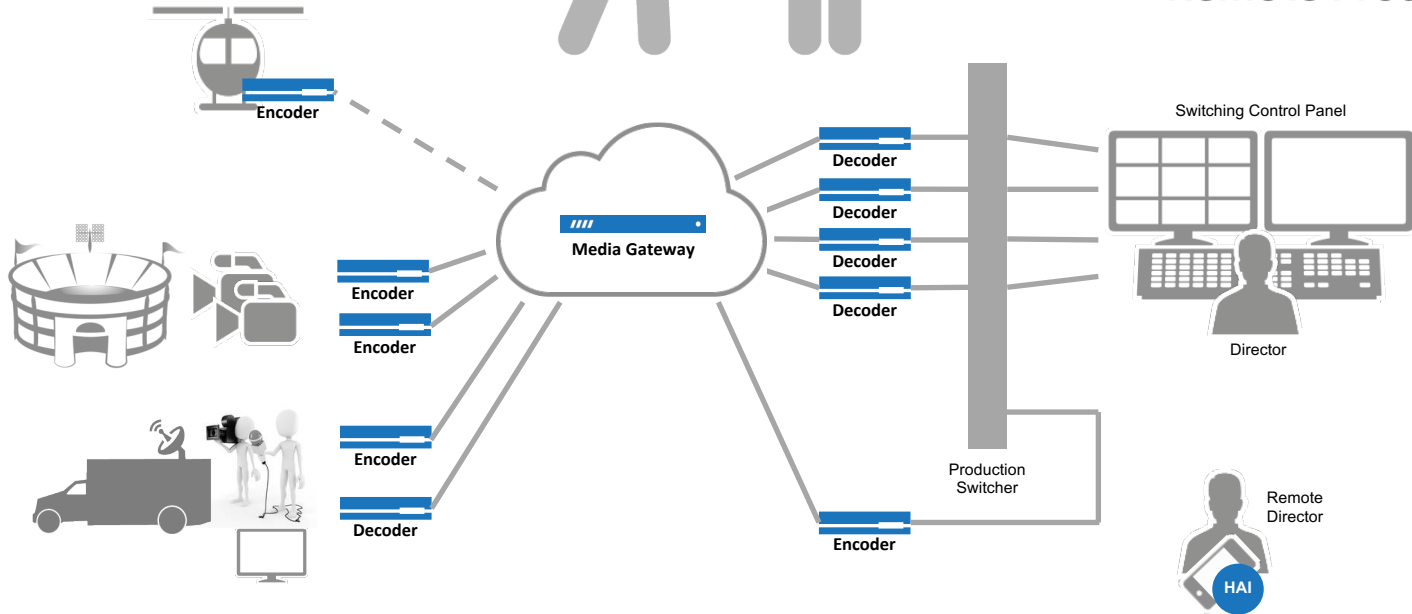 Encoder
Switching Control Panel
Decoder
Decoder
Media Gateway
Decoder
Encoder
Decoder
Encoder
Director
Encoder
Production
Switcher
Remote
Director
Decoder
Encoder
HAI